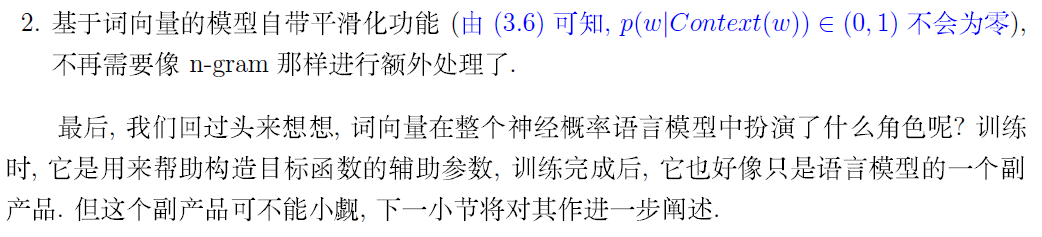 2. 基于词向量的模型自带平滑化功能 (由 (3.6) 可知, p(w|Context(w)) ∈ (0, 1) 不会为零),
不再需要像 n-gram 那样进行额外处理了.
最后, 我们回过头来想想, 词向量在整个神经概率语言模型中扮演了什么角色呢? 训练
时, 它是用来帮助构造目标函数的辅助参数, 训练完成后, 它也好像只是语言模型的一个副
产品. 但这个副产品可不能小觑, 下一小节将对其作进一步阐述.